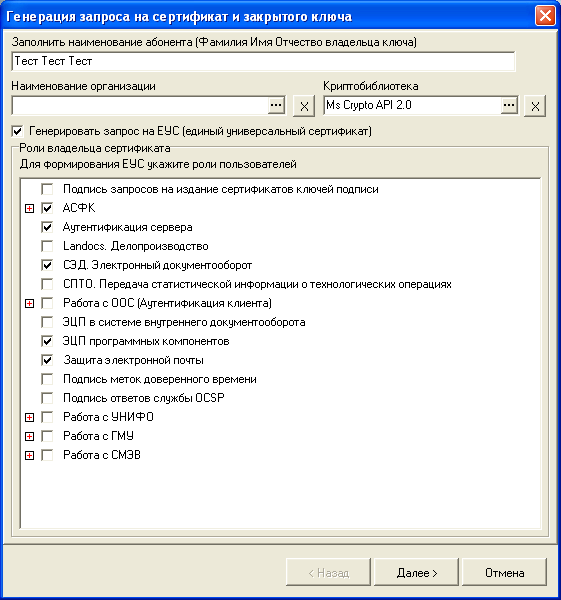 Генерация запроса на сертификат и закрытого ключа
Заполнить наименование абонента (Фамилия Имя Отчество владельца ключа)
Тест Тест Тест
Наименование организации
Криптобиблиотека
... X
Ms Crypto API 2.0 ... X
Генерировать запрос на ЕУС (единый универсальный сертификат)
Роли владельца сертификата
Для формирования ЕУС укажите роли пользователей
Подпись запросов на издание сертификатов ключей подписи
АСФК
Аутентификация сервера
Landocs. Делопроизводство
СЭД. Электронный документооборот
СПТО. Передача статистической информации о технологических операциях
Работа с ООС (Аутентификация клиента)
ЭЦП в системе внутреннего документооборота
ЭЦП программных компонентов
Защита электронной почты
Подпись меток доверенного времени
Подпись ответов службы OCSP
Работа с УНИФО
Работа с ГМУ
Работа с СМЭВ
< Назад
Далее >
Отмена